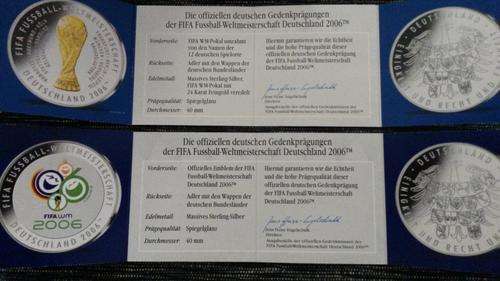 FIFA FUSSBALL-WELTMEISTERSCHAFT
DEUTSCHLAND 2006
Die offiziellen deutschen Gedenkprägungen
der FIFA Fussball-Weltmeisterschaft Deutschland 2006™
Vorderseite: FIFA WM-Pokal umrahmt
von den Namen der
12 deutschen Spielorte
Rückseite: Adler mit den Wappen der
deutschen Bundesländer
Edelmetall: Massives Sterling-Silber,
FIFA WM-Pokal mit
24 Karat Feingold veredelt
Prägequalität: Spiegelglanz
Durchmesser: 40 mm
Hiermit garantieren wir die Echtheit
und die hohe Prägequalität dieser
offiziellen deutschen Gedenkprägung
der FIFA Fussball-Weltmeisterschaft
Deutschland 2006™
DEUTSCHLAND
EINIGK
UND RECHT UND
FIFA FUSSBALL-WELTMEISTERSCHAFT
FIFA WM
2006
DEUTSCHLAND 2006
Die offiziellen deutschen Gedenkprägungen
der FIFA Fussball-Weltmeisterschaft Deutschland 2006™
Vorderseite: Offizielles Emblem der FIFA
Fussball-Weltmeisterschaft
Deutschland 2006™
Rückseite: Adler mit den Wappen der
deutschen Bundesländer
Edelmetall: Massives Sterling-Silber
Prägequalität: Spiegelglanz
Durchmesser: 40 mm
Hiermit garantieren wir die Echtheit
und die hohe Prägequalität dieser
offiziellen deutschen Gedenkprägung
der FIFA Fussball-Weltmeisterschaft
Deutschland 2006™
DEUTSCHLAND
EINIGK
UND RECHT U